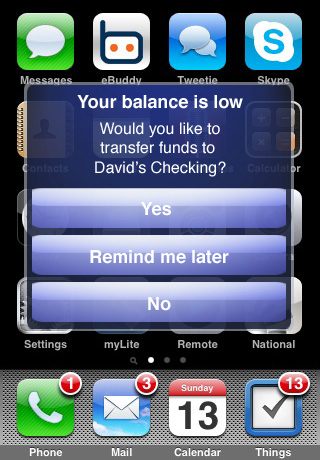 Messages eBuddy Tweetie Skype
Your balance is low
Would you like to
transfer funds to
David's Checking?
Contacts
Calculator
Yes
Remind me later
No
Settings myLite Remote National
1
3
Sunday
13
13
Phone Mail Calendar Things